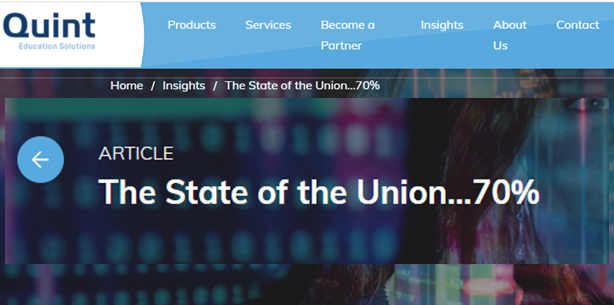 Quint
Education Solutions
Products Services Become a Partner Insights About Us Contact
Home / Insights / The State of the Union...70%
ARTICLE
The State of the Union...70%